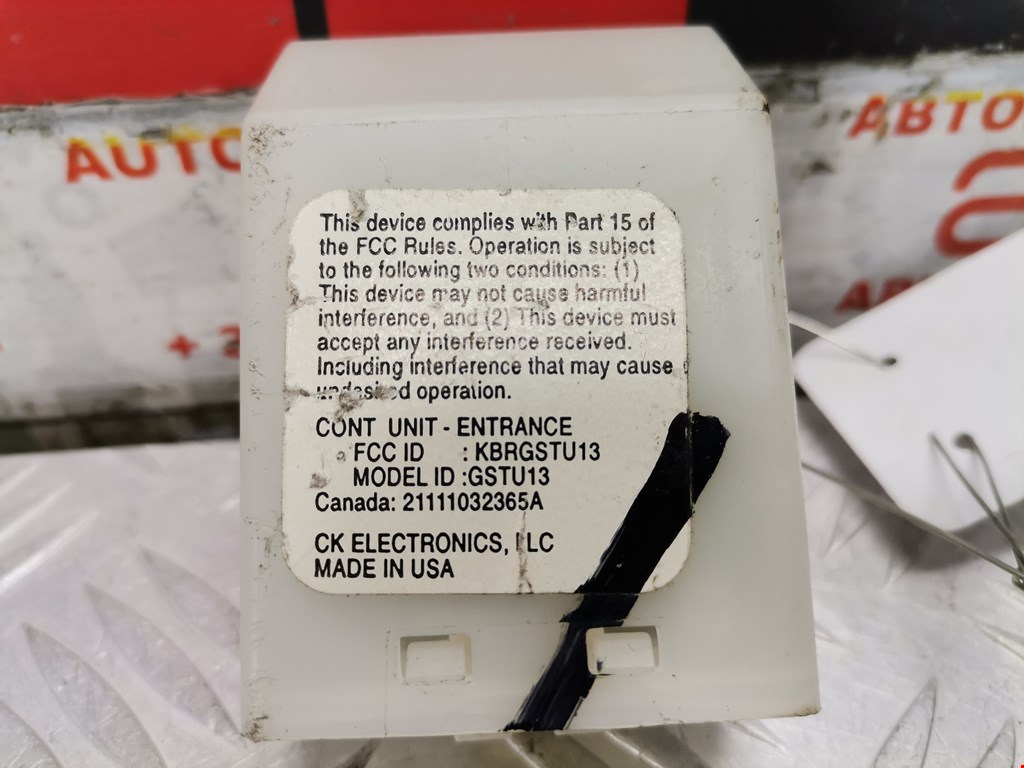 AUTO
АВТО
This device complies with Part 15 of
the FCC Rules. Operation is subject
to the following two conditions: (1)
This device may not cause harmful
interference, and (2) This device must
accept any interference received.
Including interference that may cause
undesired operation.
CONT UNIT - ENTRANCE
FCC ID : KBRGSTU13
MODEL ID :GSTU13
Canada: 21111032365A
CK ELECTRONICS, LLC
MADE IN USA